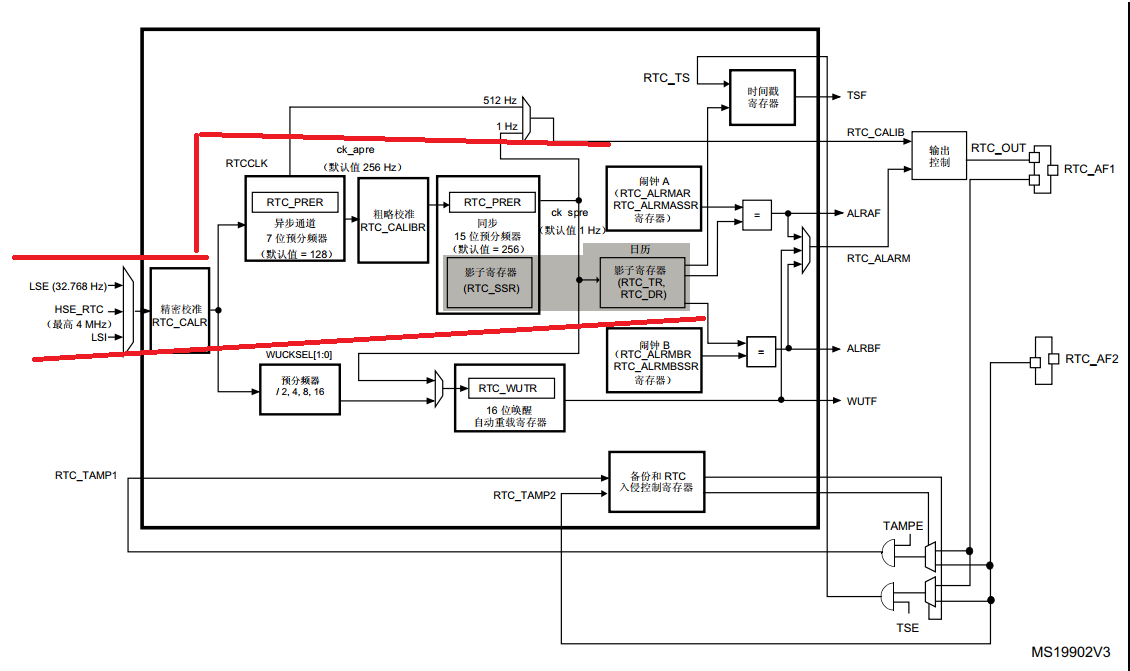 RTC_TS
时间戳
寄存器
TSF
512 Hz
1 Hz
RTC_CALIB
输出
控制
RTC_OUT
RTC_AF1
ck_apre
（默认值 256 Hz）
RTCCLK
RTC_PRER
异步通道
7 位预分频器
（默认值 = 128）
粗略校准
RTC_CALIBR
RTC_PRER
同步
15 位预分频器
（默认值 = 256）
ck_spre
（默认值 1 Hz）
闹钟 A
（RTC_ALRMAR
RTC_ALRMASSR
寄存器）
=
ALRAF
RTC_ALARM
日历
影子寄存器
(RTC_SSR)
影子寄存器
(RTC_TR,
RTC_DR)
LSE (32.768 Hz)
HSE_RTC
（最高 4 MHz）
LSI
精密校准
RTC_CALR
闹钟 B
（RTC_ALRMBR
RTC_ALRMBSSR
寄存器）
=
ALRBF
RTC_AF2
WUCKSEL[1:0]
预分频器
/ 2, 4, 8, 16
RTC_WUTR
16 位唤醒
自动重载寄存器
WUTF
RTC_TAMP1
RTC_TAMP2
备份和 RTC
入侵控制寄存器
TAMPE
TSE
MS19902V3